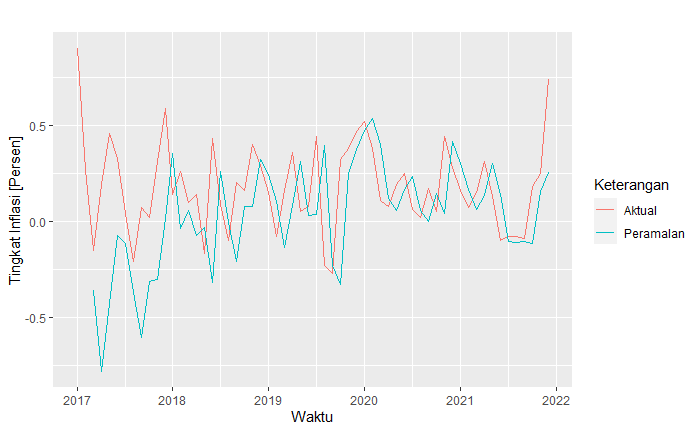 Tingkat Inflasi [Persen]
0.5
0.0
-0.5
2017 2018 2019 2020 2021 2022
Waktu
Keterangan
Aktual
Peramalan